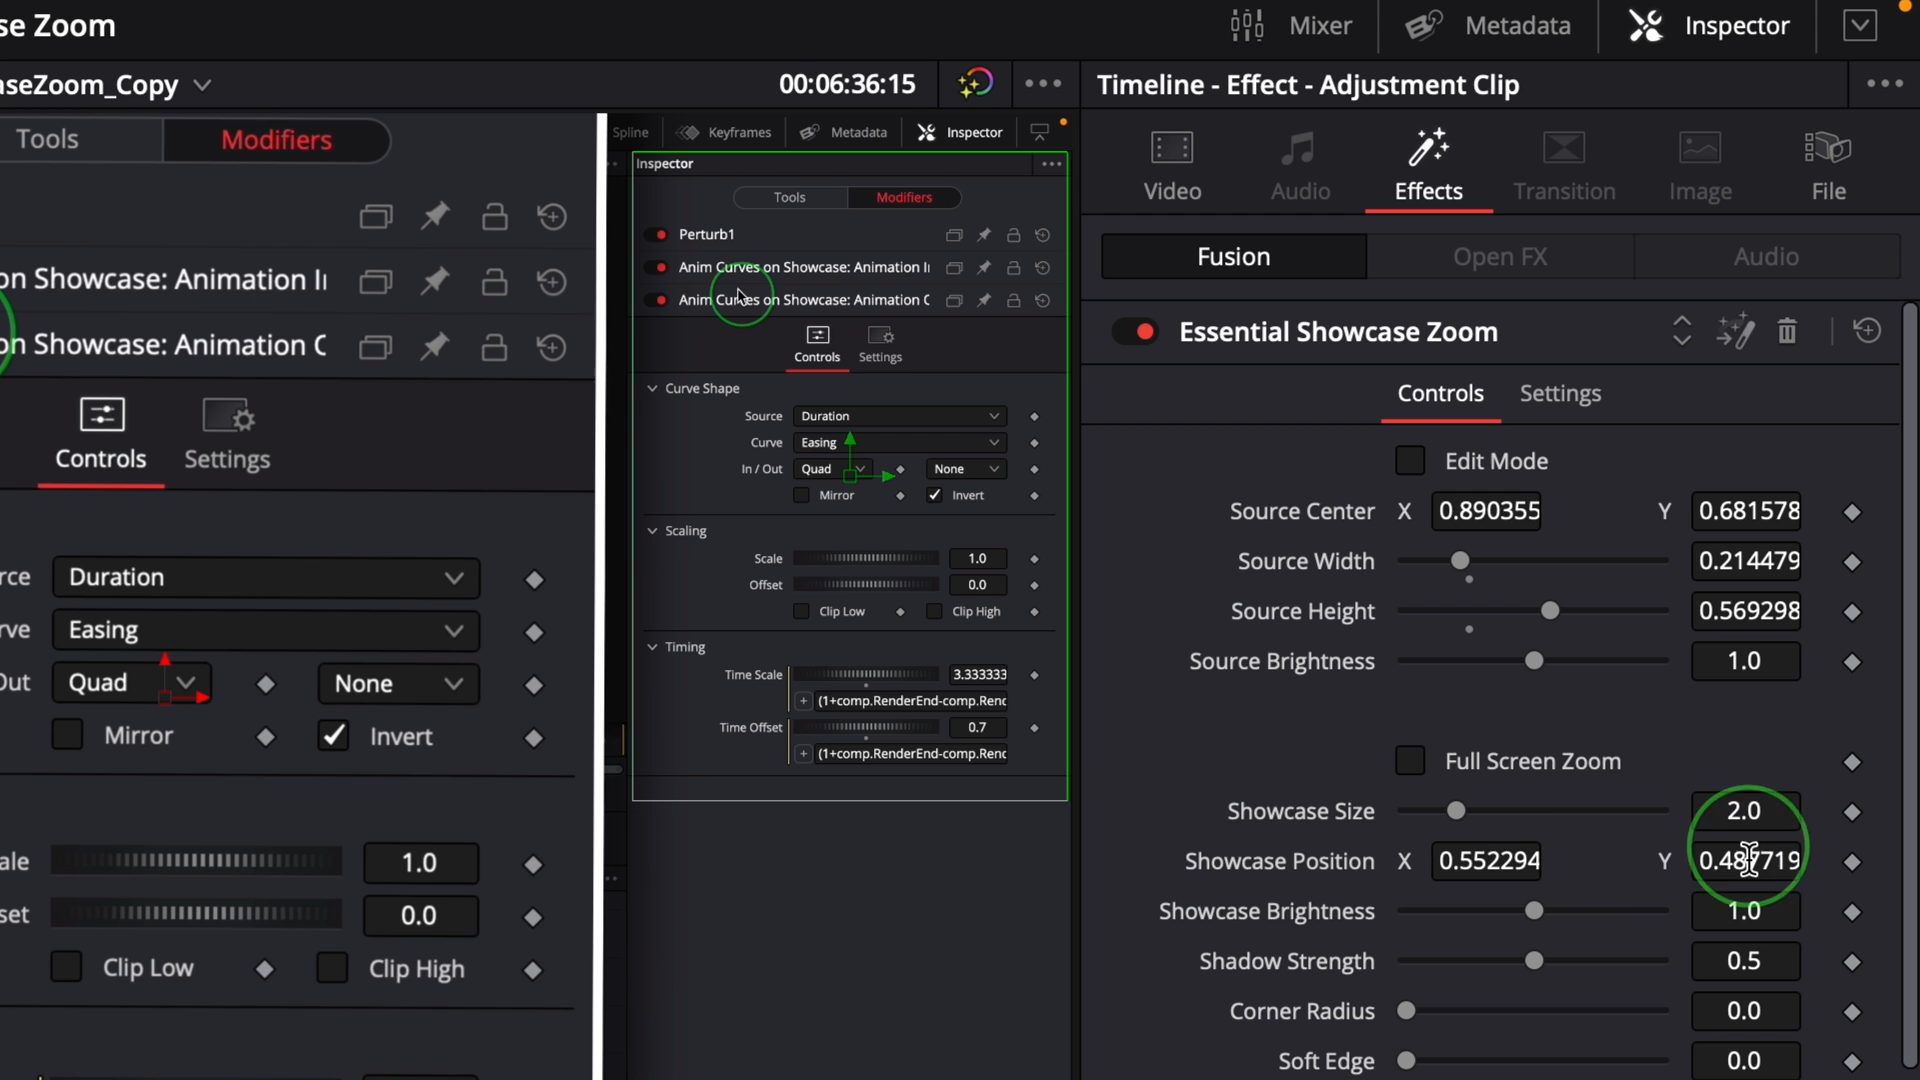 se Zoom
Mixer
Metadata
Inspector
aseZoom_Copy
00:06:36:15
Timeline - Effect - Adjustment Clip
Tools
Modifiers
on Showcase: Animation I
on Showcase: Animation C
Controls
Settings
rce
Duration
rve
Easing
Out
Quad
None
Mirror
Invert
ale
1.0
set
0.0
Clip Low
Clip High
Spline
Keyframes
Metadata
Inspector
Inspector
Tools
Modifiers
Perturb1
Anim Curves on Showcase: Animation I
Anim Curves on Showcase: Animation C
Controls
Settings
Curve Shape
Source
Duration
Curve
Easing
In / Out
Quad
None
Mirror
Invert
Scaling
Scale
1.0
Offset
0.0
Clip Low
Clip High
Timing
Time Scale
3.333333
(1+comp.RenderEnd-comp.Renc
Time Offset
0.7
(1+comp.RenderEnd-comp.Renc
Video
Audio
Effects
Transition
Image
File
Fusion
Open FX
Audio
Essential Showcase Zoom
Controls
Settings
Edit Mode
Source Center X 0.890355 Y 0.681578
Source Width 0.214479
Source Height 0.569298
Source Brightness 1.0
Full Screen Zoom
Showcase Size 2.0
Showcase Position X 0.552294 Y 0.487719
Showcase Brightness 1.0
Shadow Strength 0.5
Corner Radius 0.0
Soft Edge 0.0